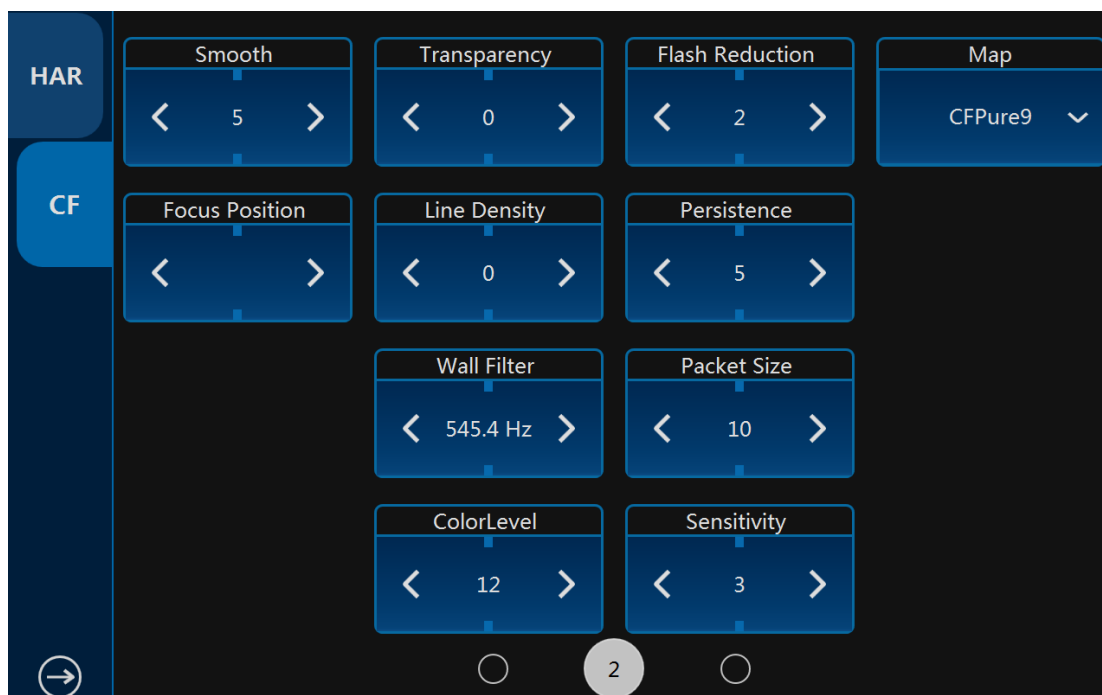 HAR
CF
Smooth
5
Transparency
0
Flash Reduction
2
Map
CFPure9
Focus Position
Line Density
0
Persistence
5
Wall Filter
545.4 Hz
Packet Size
10
ColorLevel
12
Sensitivity
3
2